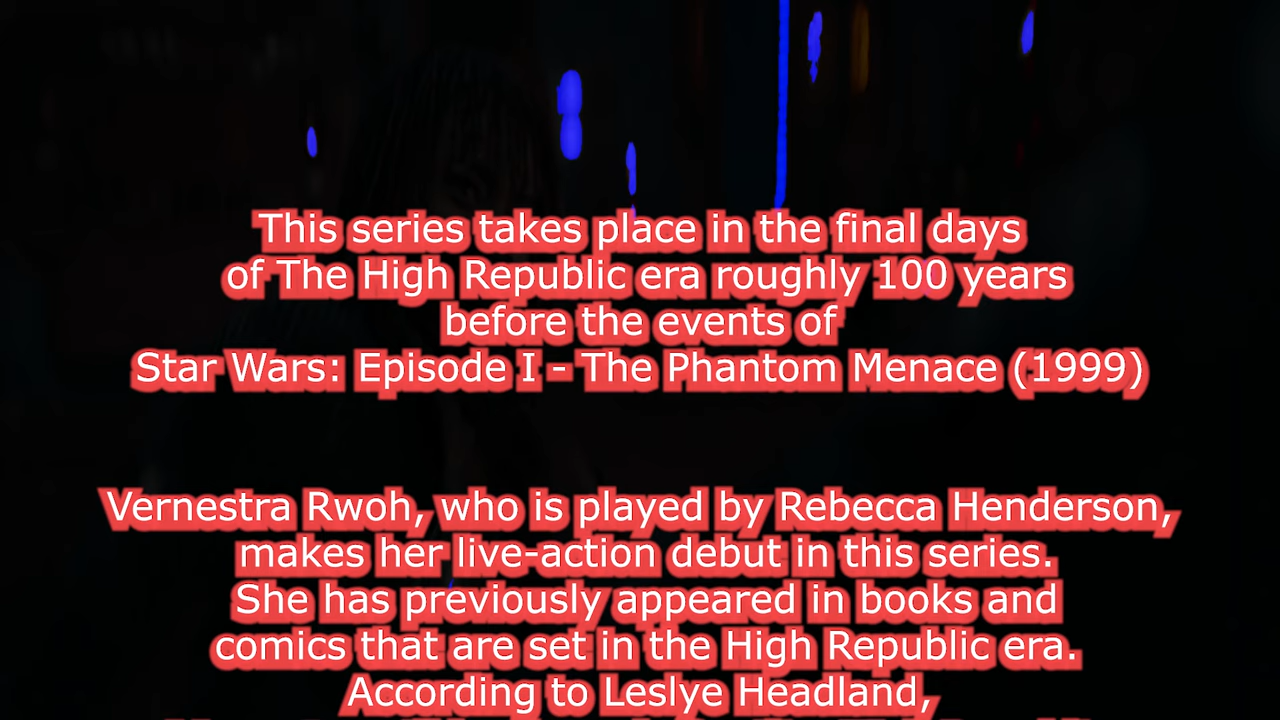 This series takes place in the final days
of The High Republic era roughly 100 years
before the events of
Star Wars: Episode I - The Phantom Menace (1999)
Vernestra Rwoh, who is played by Rebecca Henderson,
makes her live-action debut in this series.
She has previously appeared in books and
comics that are set in the High Republic era.
According to Leslye Headland,